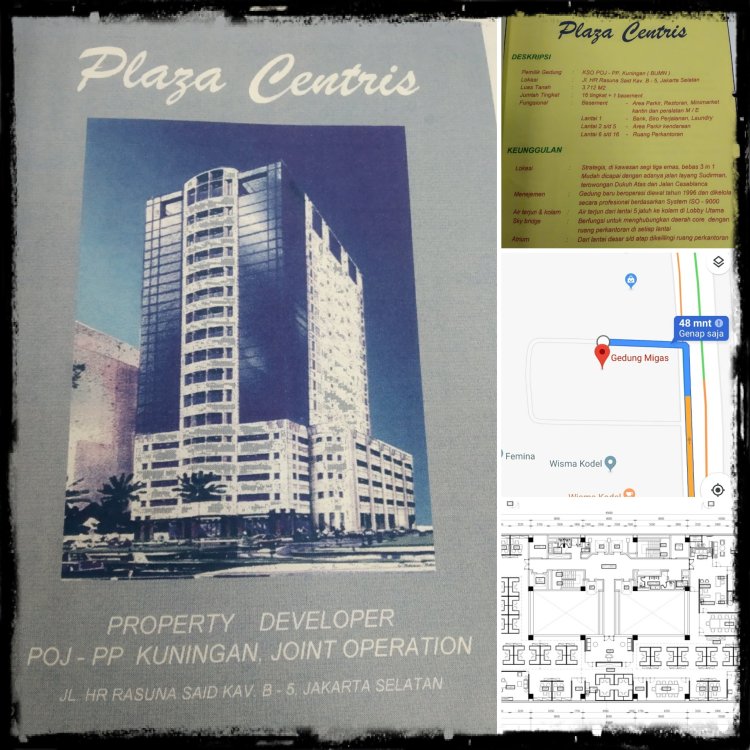 Plaza Centris
PROPERTY DEVELOPER
POJ - PP KUNINGAN, JOINT OPERATION
JL. HR RASUNA SAID KAV. B - 5, JAKARTA SELATAN
Plaza Centris
DESKRIPSI
Pemilik Gedung : KSO POJ - PP, Kuningan ( BUMN )
Lokasi : Jl. HR Rasuna Said Kav. B - 5, Jakarta Selatan
Luas Tanah : 3,712 M2
Jumlah Tingkat : 16 tingkat + 1 basement
Fungsional : Basement - Area Parkir, Restoran, Minimarket
kantin dan peralatan M / E
Lantai 1 - Bank, Biro Perjalanan, Laundry
Lantai 2 s/d 5 - Area Parkir kendaraan
Lantai 6 s/d 16 - Ruang Perkantoran
KEUNGGULAN
Lokasi : Strategis, di kawasan segi tiga emas, bebas 3 in 1
Mudah dicapai dengan adanya jalan layang Sudirman,
terowongan Dukuh Atas dan Jalan Casablanca
Menejemen : Gedung baru beroperasi diawal tahun 1996 dan dikelola
secara profesional berdasarkan System ISO - 9000
Air terjun & kolam : Air terjun dari lantai 5 jatuh ke kolam di Lobby Utama
Sky bridge : Berfungsi untuk menghubungkan daerah core dengan
ruang perkantoran di setiap lantai
Atrium : Dari lantai dasar s/d atap dikelilingi ruang perkantoran
48 mnt
Genap saja
Gedung Migas
Femina
Wisma Kodel
Wisma Kodel